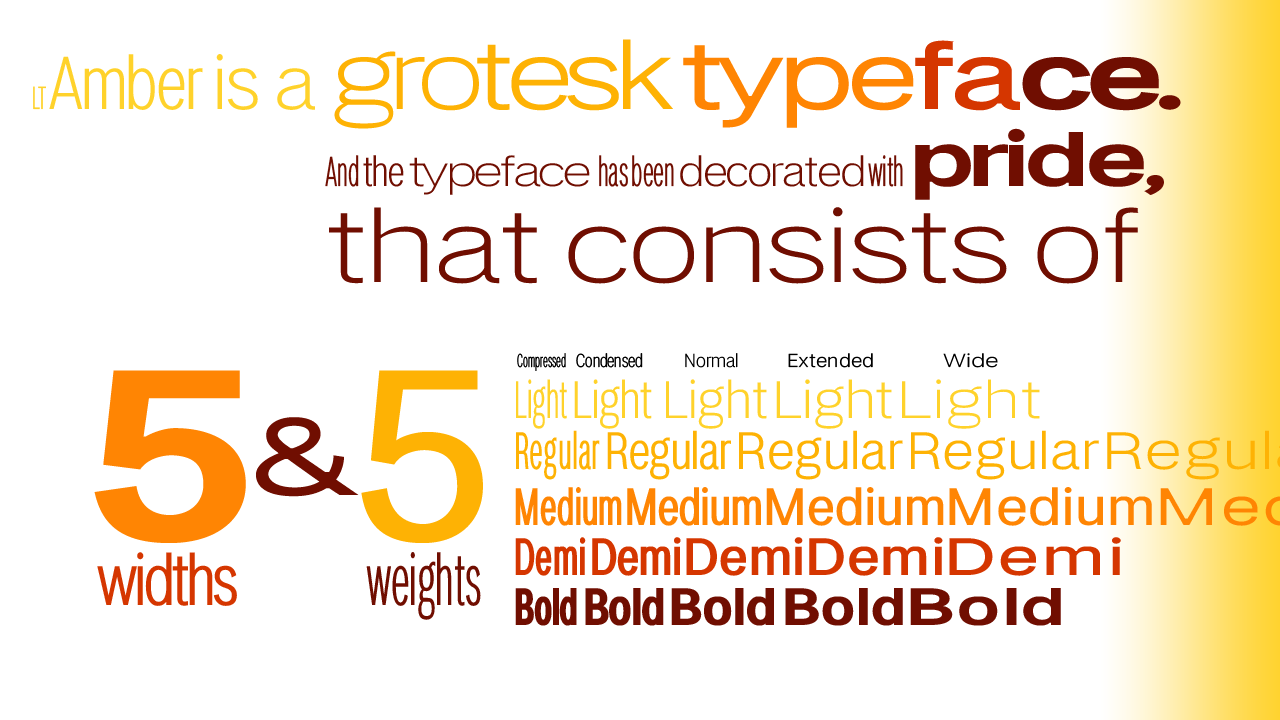 LT Amber is a grotesk typeface.
And the typeface has been decorated with pride,
that consists of
5 & 5
widths weights
Compressed Condensed Normal Extended Wide
Light Light Light Light Light
Regular Regular Regular Regular Regula
Medium Medium Medium Medium Med
Demi Demi Demi Demi Demi
Bold Bold Bold Bold Bold